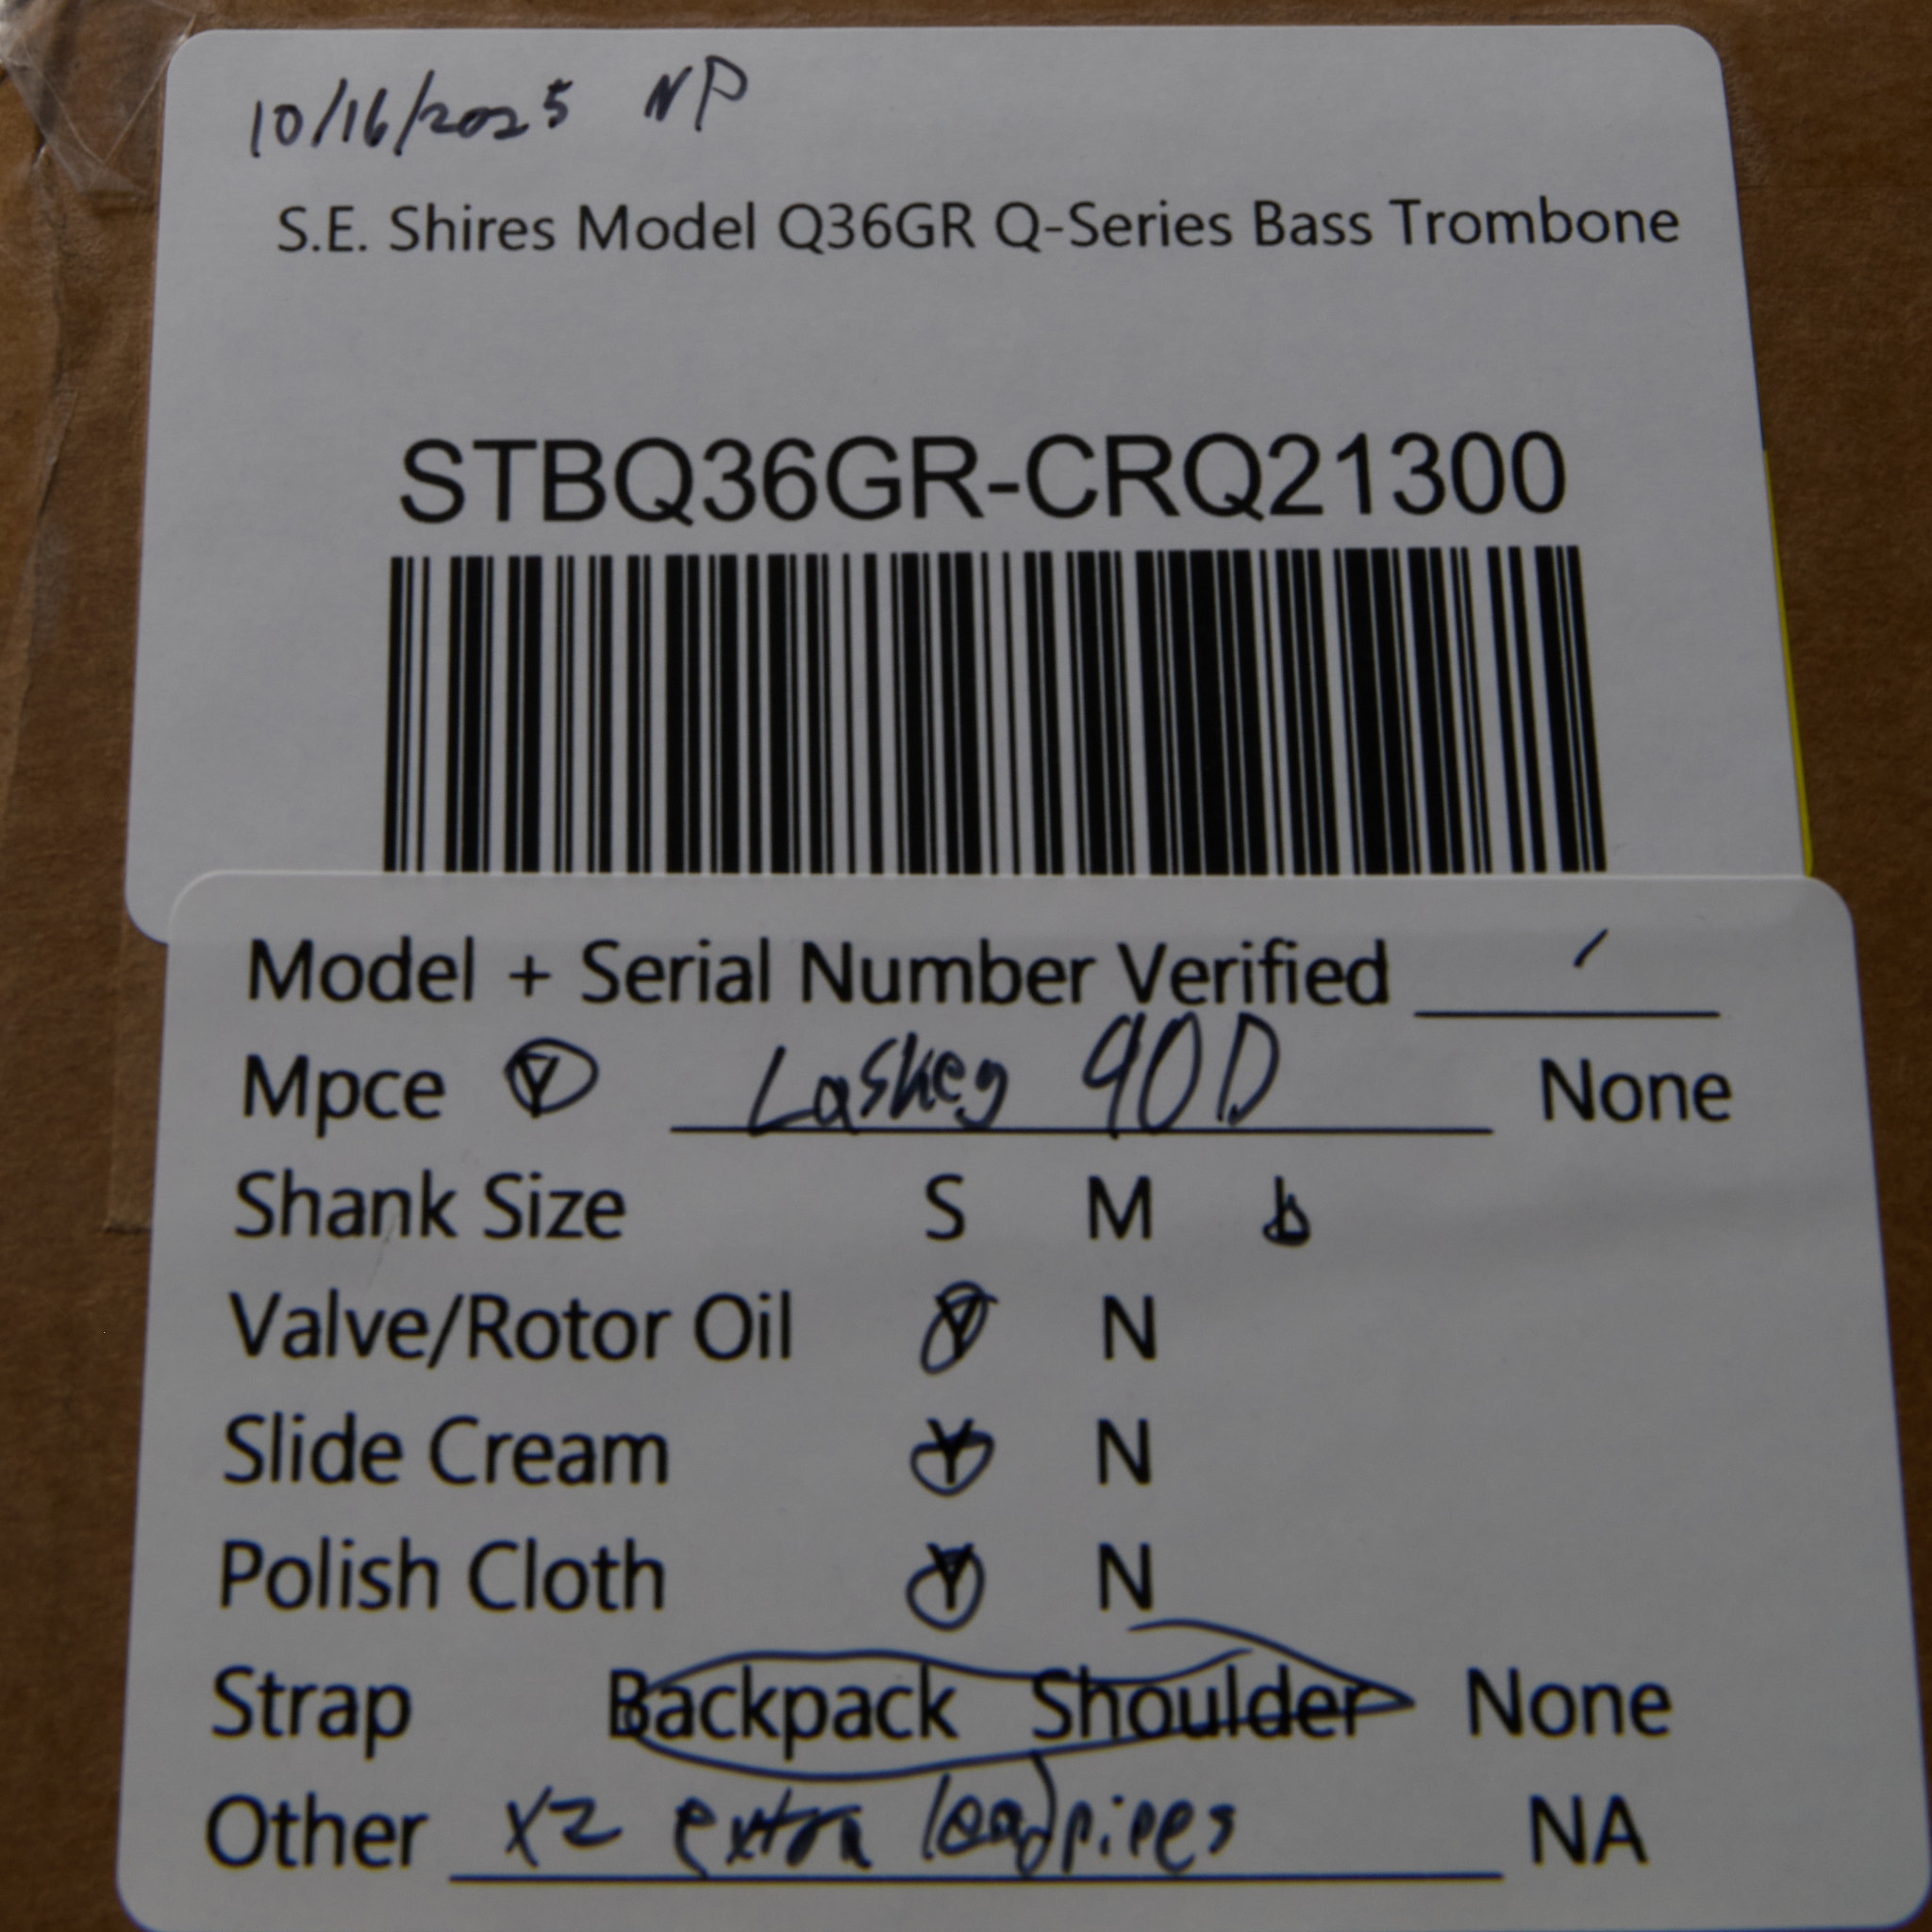 10/16/2025 NP
S.E. Shires Model Q36GR Q-Series Bass Trombone
STBQ36GR-CRQ21300
Model + Serial Number Verified
Mpce Y Laskey 90D None
Shank Size S M L
Valve/Rotor Oil Y N
Slide Cream Y N
Polish Cloth Y N
Strap Backpack Shoulder None
Other x2 extra leadpipes NA